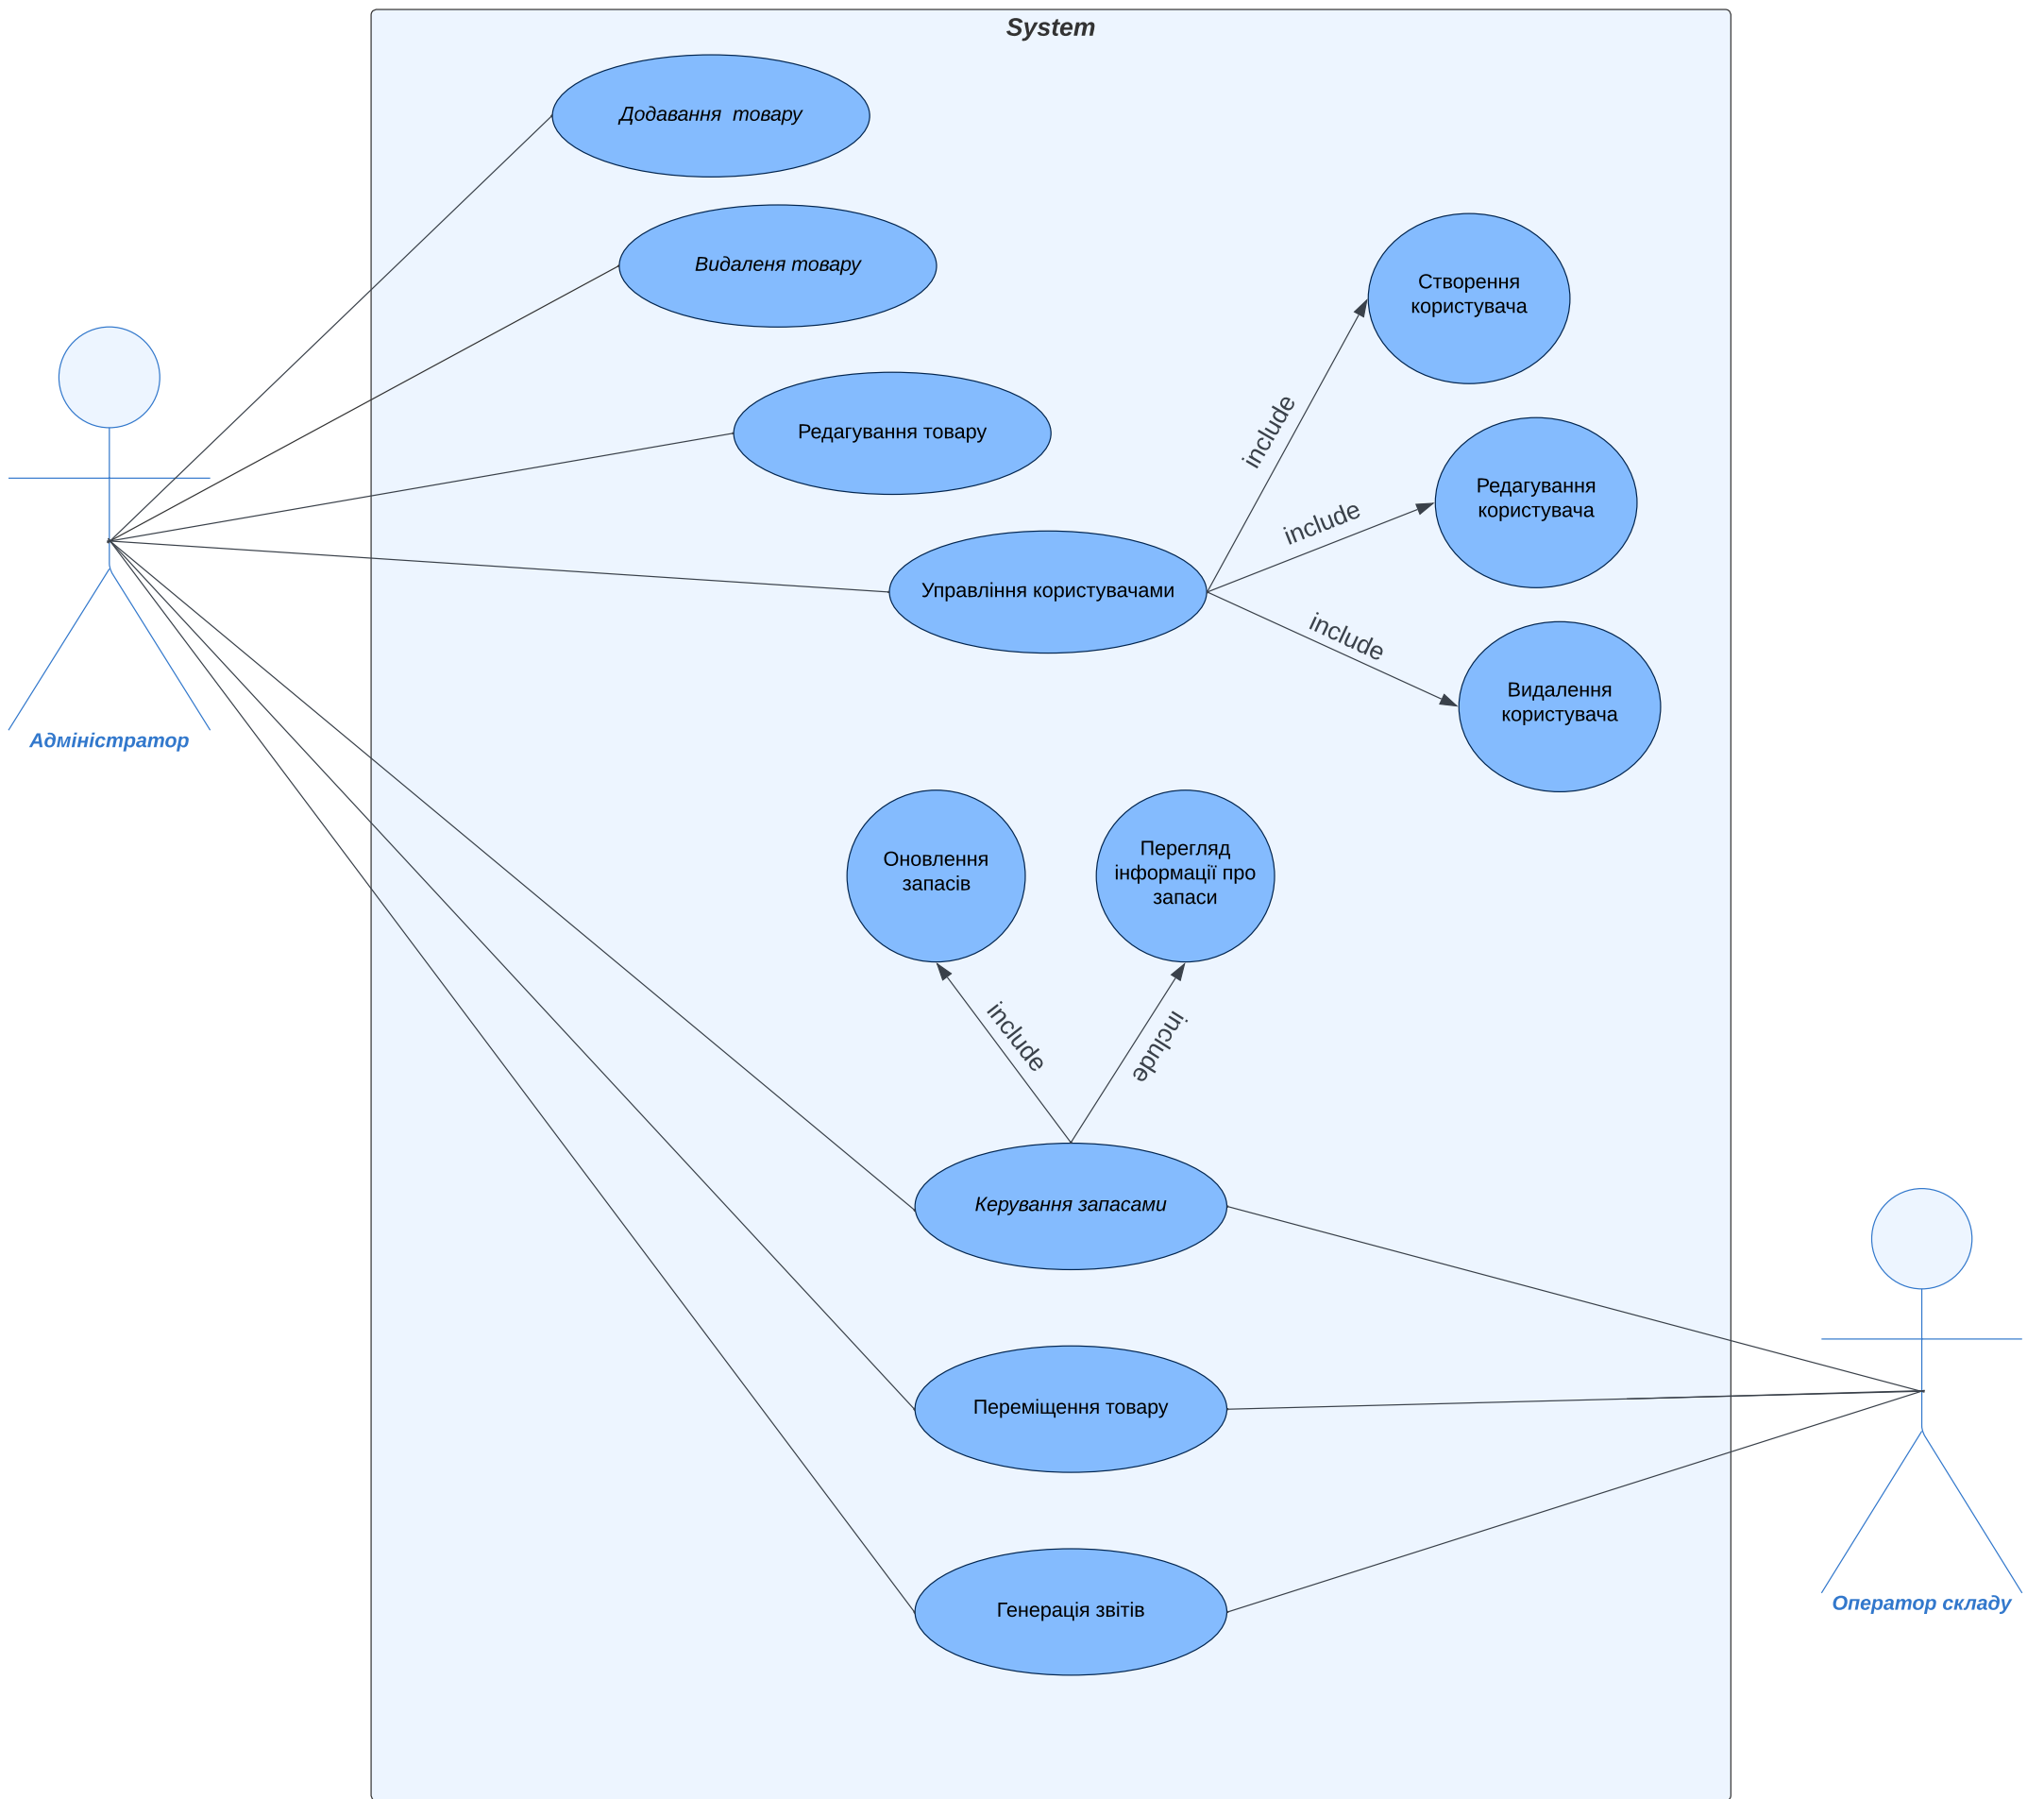 System
Додавання  товару
Видаленя товару
Створення
користувача
Редагування товару
include
Редагування
користувача
include
Управління користувачами
include
Видалення
користувача
Адміністратор
Оновлення
запасів
Перегляд
інформації про
запаси
include
include
Керування запасами
Переміщення товару
Генерація звітів
Оператор складу